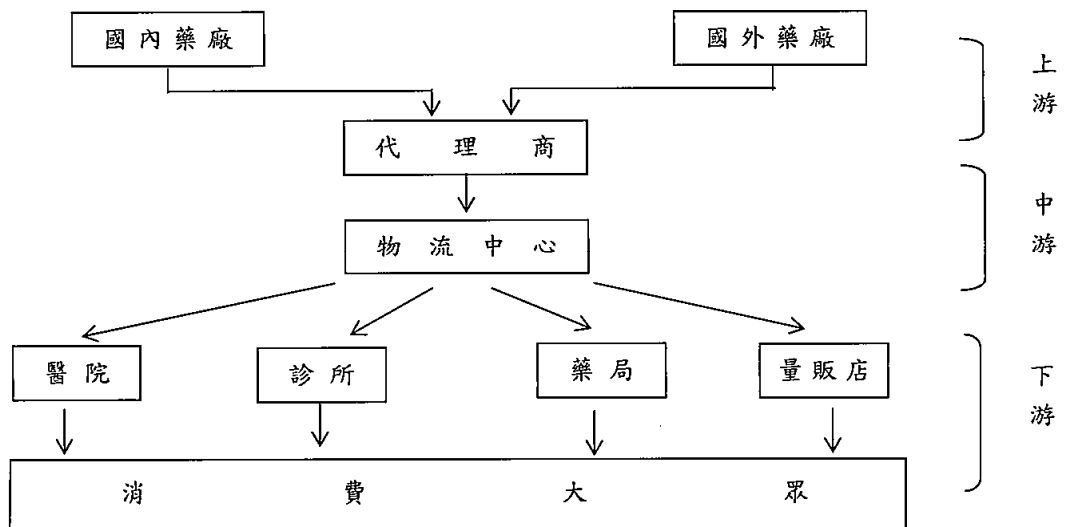 國內藥廠
國外藥廠
上游
代理商
中游
物流中心
醫院
診所
藥局
量販店
下游
消費大眾